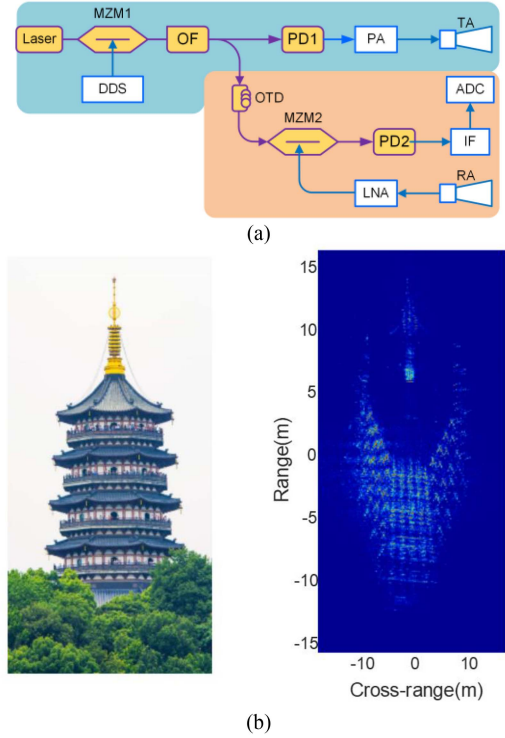 TA
MZM1
Laser
OF
PD1
PA
DDS
OTD
ADC
MZM2
PD2
IF
LNA
RA
(a)
15
10
5
0
-5
-10
-15
Range(m)
-10 0 10
Cross-range(m)
(b)